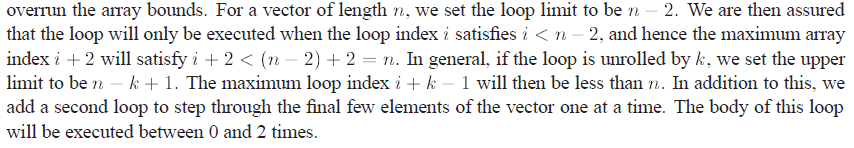 overrun the array bounds. For a vector of length n, we set the loop limit to be n − 2. We are then assured
that the loop will only be executed when the loop index i satisfies i < n − 2, and hence the maximum array
index i + 2 will satisfy i + 2 < (n − 2) + 2 = n. In general, if the loop is unrolled by k, we set the upper
limit to be n − k + 1. The maximum loop index i + k − 1 will then be less than n. In addition to this, we
add a second loop to step through the final few elements of the vector one at a time. The body of this loop
will be executed between 0 and 2 times.